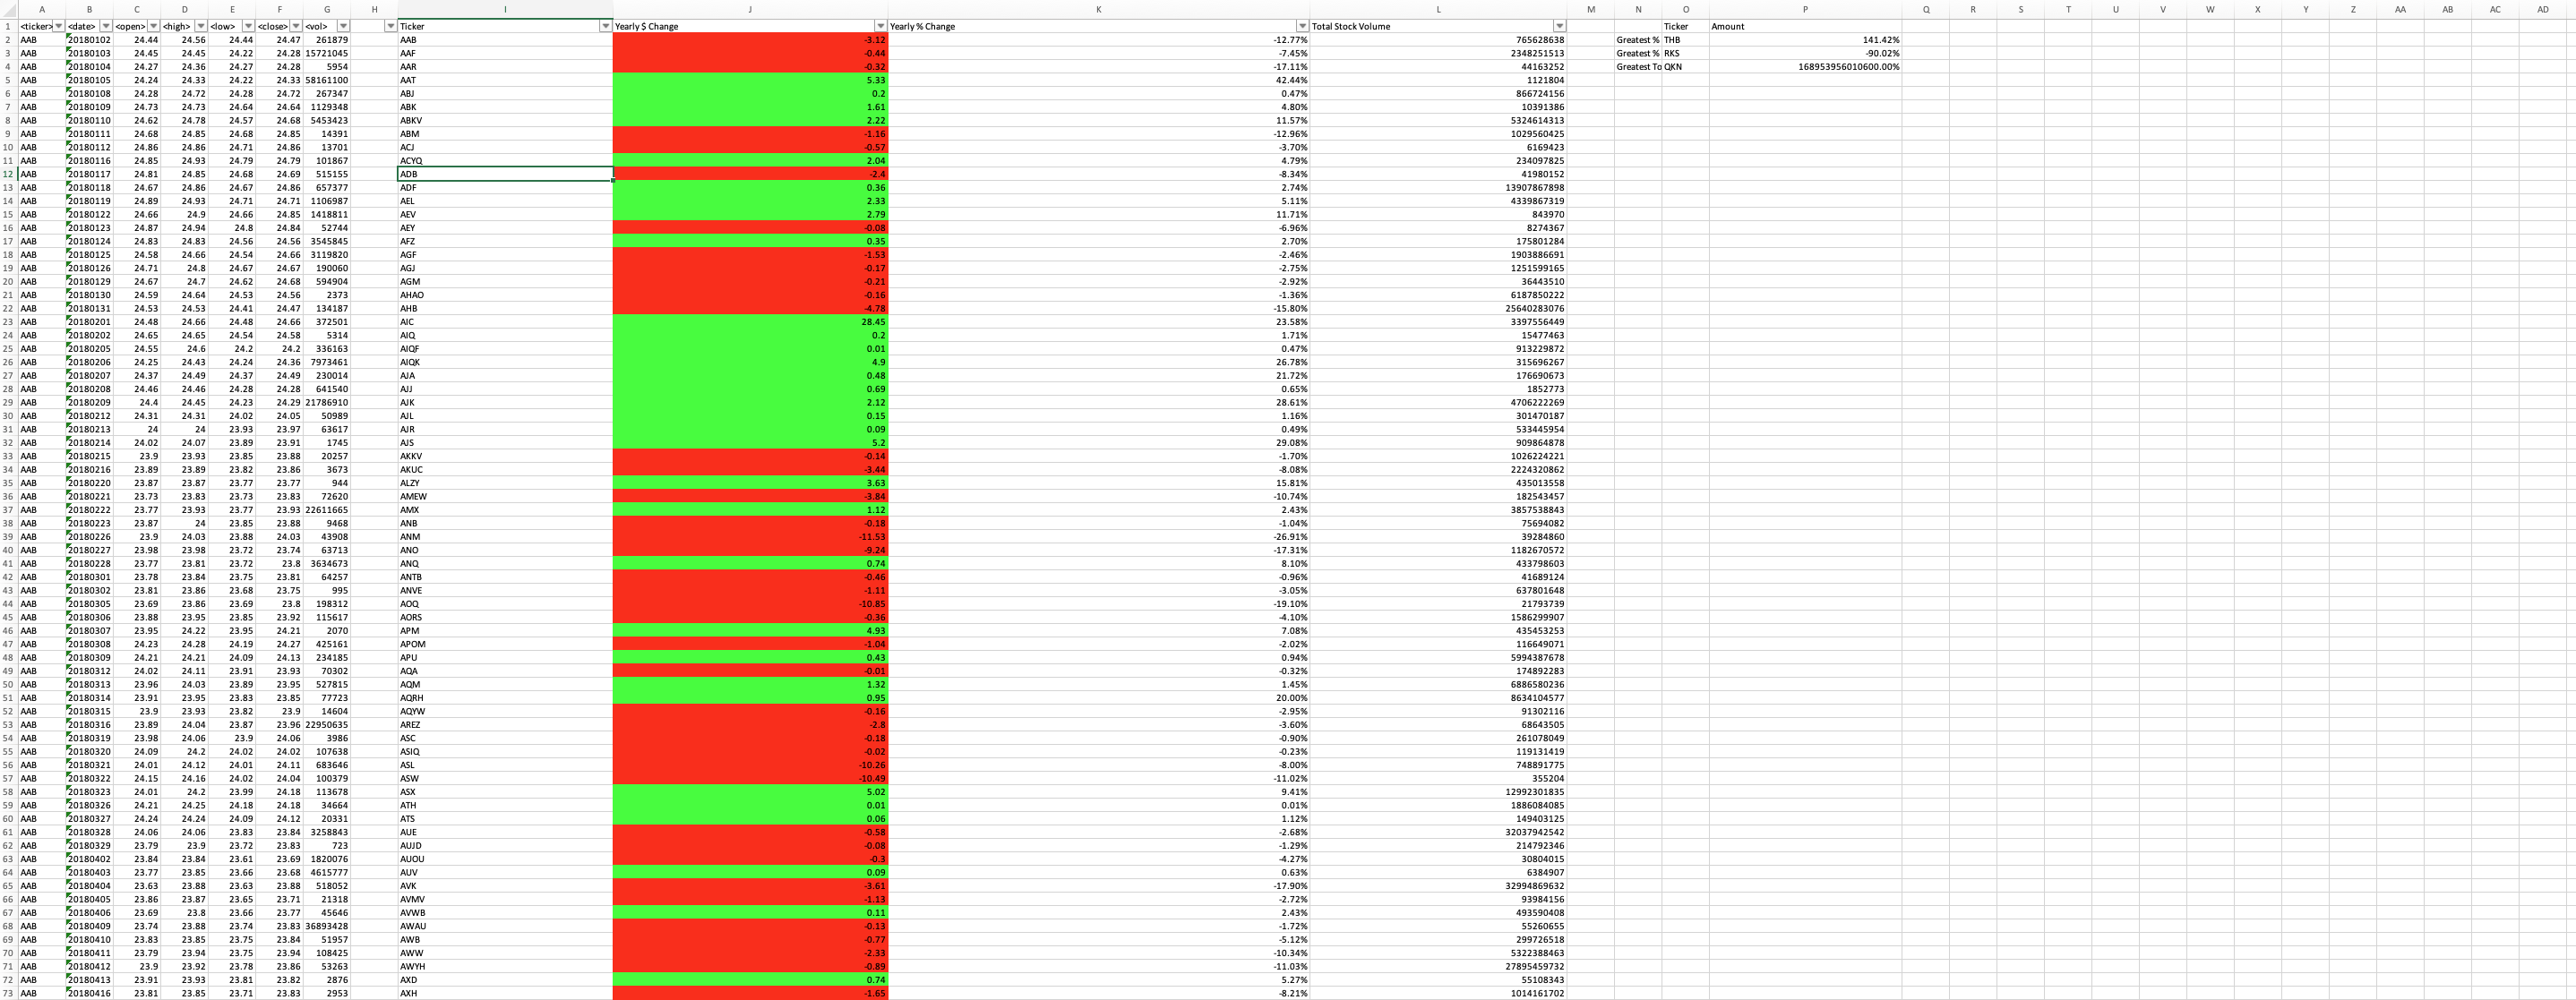 A B C D E F G H I J K L M N O P Q R S T U V W X Y Z AA AB AC AD
1 <ticker> <date> <open> <high> <low> <close> <vol> Ticker Yearly $ Change Yearly % Change Total Stock Volume Ticker Amount
2 AAB 20180102 24.44 24.56 24.44 24.47 261879 AAB -3.12 -12.77% 765628638 Greatest % THB 141.42%
3 AAB 20180103 24.45 24.45 24.22 24.28 15721045 AAF -0.44 -7.45% 2348251513 Greatest % RKS -90.02%
4 AAB 20180104 24.27 24.36 24.27 24.28 5954 AAR -0.32 -17.11% 44163252 Greatest To QKN 168953956010600.00%
5 AAB 20180105 24.24 24.33 24.22 24.33 58161100 AAT 5.33 42.44% 1121804
6 AAB 20180108 24.28 24.72 24.28 24.72 267347 ABJ 0.2 0.47% 866724156
7 AAB 20180109 24.73 24.73 24.64 24.64 1129348 ABK 1.61 4.80% 10391386
8 AAB 20180110 24.62 24.78 24.57 24.68 5453423 ABKV 2.22 11.57% 5324614313
9 AAB 20180111 24.68 24.85 24.68 24.85 14391 ABM -1.16 -12.96% 1029560425
10 AAB 20180112 24.86 24.86 24.71 24.86 13701 ACJ -0.57 -3.70% 6169423
11 AAB 20180116 24.85 24.93 24.79 24.79 101867 ACYQ 2.04 4.79% 234097825
12 AAB 20180117 24.81 24.85 24.68 24.69 515155 ADB -2.4 -8.34% 41980152
13 AAB 20180118 24.67 24.86 24.67 24.86 657377 ADF 0.36 2.74% 13907867898
14 AAB 20180119 24.89 24.93 24.71 24.71 1106987 AEL 2.33 5.11% 4339867319
15 AAB 20180122 24.66 24.9 24.66 24.85 1418811 AEV 2.79 11.71% 843970
16 AAB 20180123 24.87 24.94 24.8 24.84 52744 AEY -0.08 -6.96% 8274367
17 AAB 20180124 24.83 24.83 24.56 24.56 3545845 AFZ 0.35 2.70% 175801284
18 AAB 20180125 24.58 24.66 24.54 24.66 3119820 AGF -1.53 -2.46% 1903886691
19 AAB 20180126 24.71 24.8 24.67 24.67 190060 AGJ -0.17 -2.75% 1251599165
20 AAB 20180129 24.67 24.7 24.62 24.68 594904 AGM -0.21 -2.92% 36443510
21 AAB 20180130 24.59 24.64 24.53 24.56 2373 AHAO -0.16 -1.36% 6187850222
22 AAB 20180131 24.53 24.53 24.41 24.47 134187 AHB -4.78 -15.80% 25640283076
23 AAB 20180201 24.48 24.66 24.48 24.66 372501 AIC 28.45 23.58% 3397556449
24 AAB 20180202 24.65 24.65 24.54 24.58 5314 AIQ 0.2 1.71% 15477463
25 AAB 20180205 24.55 24.6 24.2 24.2 336163 AIQF 0.01 0.47% 913229872
26 AAB 20180206 24.25 24.43 24.24 24.36 7973461 AIQK 4.9 26.78% 315696267
27 AAB 20180207 24.37 24.49 24.37 24.49 230014 AJA 0.48 21.72% 176690673
28 AAB 20180208 24.46 24.46 24.28 24.28 641540 AJJ 0.69 0.65% 1852773
29 AAB 20180209 24.4 24.45 24.23 24.29 21786910 AJK 2.12 28.61% 4706222269
30 AAB 20180212 24.31 24.31 24.02 24.05 50989 AJL 0.15 1.16% 301470187
31 AAB 20180213 24 24 23.93 23.97 63617 AJR 0.09 0.49% 533445954
32 AAB 20180214 24.02 24.07 23.89 23.91 1745 AJS 5.2 29.08% 909864878
33 AAB 20180215 23.9 23.93 23.85 23.88 20257 AKKV -0.14 -1.70% 1026224221
34 AAB 20180216 23.89 23.89 23.82 23.86 3673 AKUC -3.44 -8.08% 2224320862
35 AAB 20180220 23.87 23.87 23.77 23.77 944 ALZY 3.63 15.81% 435013558
36 AAB 20180221 23.73 23.83 23.73 23.83 72620 AMEW -3.84 -10.74% 182543457
37 AAB 20180222 23.77 23.93 23.77 23.93 22611665 AMX 1.12 2.43% 3857538843
38 AAB 20180223 23.87 24 23.85 23.88 9468 ANB -0.18 -1.04% 75694082
39 AAB 20180226 23.9 24.03 23.88 24.03 43908 ANM -11.53 -26.91% 39284860
40 AAB 20180227 23.98 23.98 23.72 23.74 63713 ANO -9.24 -17.31% 1182670572
41 AAB 20180228 23.77 23.81 23.72 23.8 3634673 ANQ 0.74 8.10% 433798603
42 AAB 20180301 23.78 23.84 23.75 23.81 64257 ANTB -0.46 -0.96% 41689124
43 AAB 20180302 23.81 23.86 23.68 23.75 995 ANVE -1.11 -3.05% 637801648
44 AAB 20180305 23.69 23.86 23.69 23.8 198312 AOQ -10.85 -19.10% 21793739
45 AAB 20180306 23.88 23.95 23.85 23.92 115617 AORS -0.36 -4.10% 1586299907
46 AAB 20180307 23.95 24.22 23.95 24.21 2070 APM 4.93 7.08% 435453253
47 AAB 20180308 24.23 24.28 24.19 24.27 425161 APOM -1.04 -2.02% 116649071
48 AAB 20180309 24.21 24.21 24.09 24.13 234185 APU 0.43 0.94% 5994387678
49 AAB 20180312 24.02 24.11 23.91 23.93 70302 AQA -0.01 -0.32% 174892283
50 AAB 20180313 23.96 24.03 23.89 23.95 527815 AQM 1.32 1.45% 6886580236
51 AAB 20180314 23.91 23.95 23.83 23.85 77723 AQRH 0.95 20.00% 8634104577
52 AAB 20180315 23.9 23.93 23.82 23.9 14604 AQYW -0.16 -2.95% 91302116
53 AAB 20180316 23.89 24.04 23.87 23.96 22950635 AREZ -2.8 -3.60% 68643505
54 AAB 20180319 23.98 24.06 23.9 24.06 3986 ASC -0.18 -0.90% 261078049
55 AAB 20180320 24.09 24.2 24.02 24.02 107638 ASIQ -0.02 -0.23% 119131419
56 AAB 20180321 24.01 24.12 24.01 24.11 683646 ASL -10.26 -8.00% 748891775
57 AAB 20180322 24.15 24.16 24.02 24.04 100379 ASW -10.49 -11.02% 355204
58 AAB 20180323 24.01 24.2 23.99 24.18 113678 ASX 5.02 9.41% 12992301835
59 AAB 20180326 24.21 24.25 24.18 24.18 34664 ATH 0.01 0.01% 1886084085
60 AAB 20180327 24.24 24.24 24.09 24.12 20331 ATS 0.06 1.12% 149403125
61 AAB 20180328 24.06 24.06 23.83 23.84 3258843 AUE -0.58 -2.68% 32037942542
62 AAB 20180329 23.79 23.9 23.72 23.83 723 AUJD -0.08 -1.29% 214792346
63 AAB 20180402 23.84 23.84 23.61 23.69 1820076 AUOU -0.3 -4.27% 30804015
64 AAB 20180403 23.77 23.85 23.66 23.68 4615777 AUV 0.09 0.63% 6384907
65 AAB 20180404 23.63 23.88 23.63 23.88 518052 AVK -3.61 -17.90% 32994869632
66 AAB 20180405 23.86 23.87 23.65 23.71 21318 AVMV -1.13 -2.72% 93984156
67 AAB 20180406 23.69 23.8 23.66 23.77 45646 AVWB 0.11 2.43% 493590408
68 AAB 20180409 23.74 23.88 23.74 23.83 36893428 AWAU -0.13 -1.72% 55260655
69 AAB 20180410 23.83 23.85 23.75 23.84 51957 AWB -0.77 -5.12% 299726518
70 AAB 20180411 23.79 23.94 23.75 23.94 108425 AWW -2.33 -10.34% 5322388463
71 AAB 20180412 23.9 23.92 23.78 23.86 53263 AWYH -0.89 -11.03% 27895459732
72 AAB 20180413 23.91 23.93 23.81 23.82 2876 AXD 0.74 5.27% 55108343
73 AAB 20180416 23.81 23.85 23.71 23.83 2953 AXH -1.65 -8.21% 1014161702